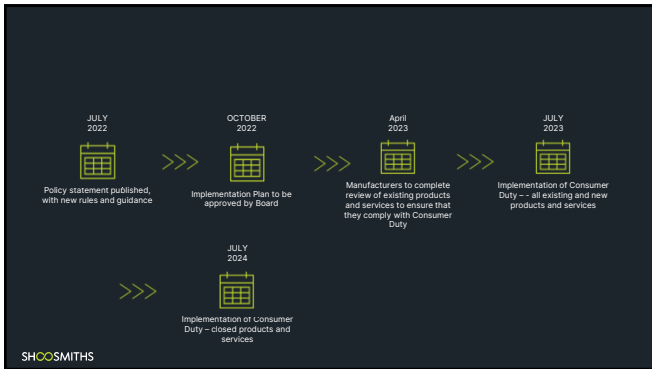 JULY
2022
Policy statement published,
with new rules and guidance
OCTOBER
2022
Implementation Plan to be
approved by Board
April
2023
Manufacturers to complete
review of existing products
and services to ensure that
they comply with Consumer
Duty
JULY
2023
Implementation of Consumer
Duty – - all existing and new
products and services
JULY
2024
Implementation of Consumer
Duty – closed products and
services
SHOOSMITHS